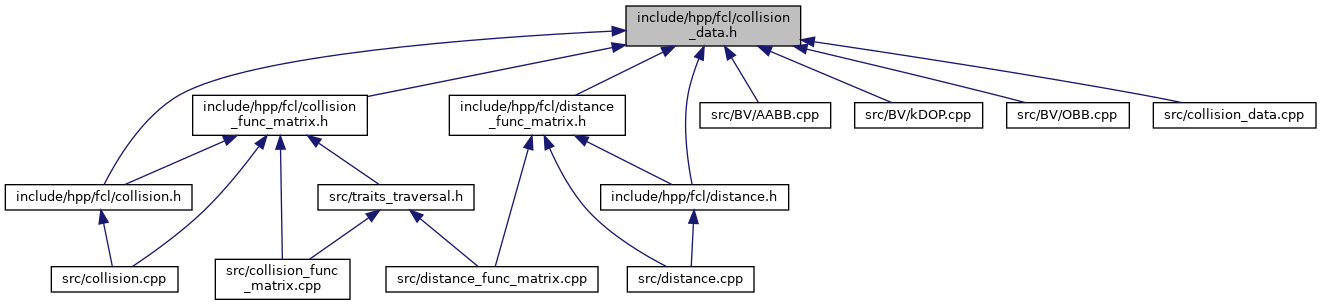 include/hpp/fcl/collision
_data.h
include/hpp/fcl/collision
_func_matrix.h
include/hpp/fcl/distance
_func_matrix.h
src/BV/AABB.cpp
src/BV/kDOP.cpp
src/BV/OBB.cpp
src/collision_data.cpp
include/hpp/fcl/collision.h
src/traits_traversal.h
include/hpp/fcl/distance.h
src/collision.cpp
src/collision_func
_matrix.cpp
src/distance_func_matrix.cpp
src/distance.cpp